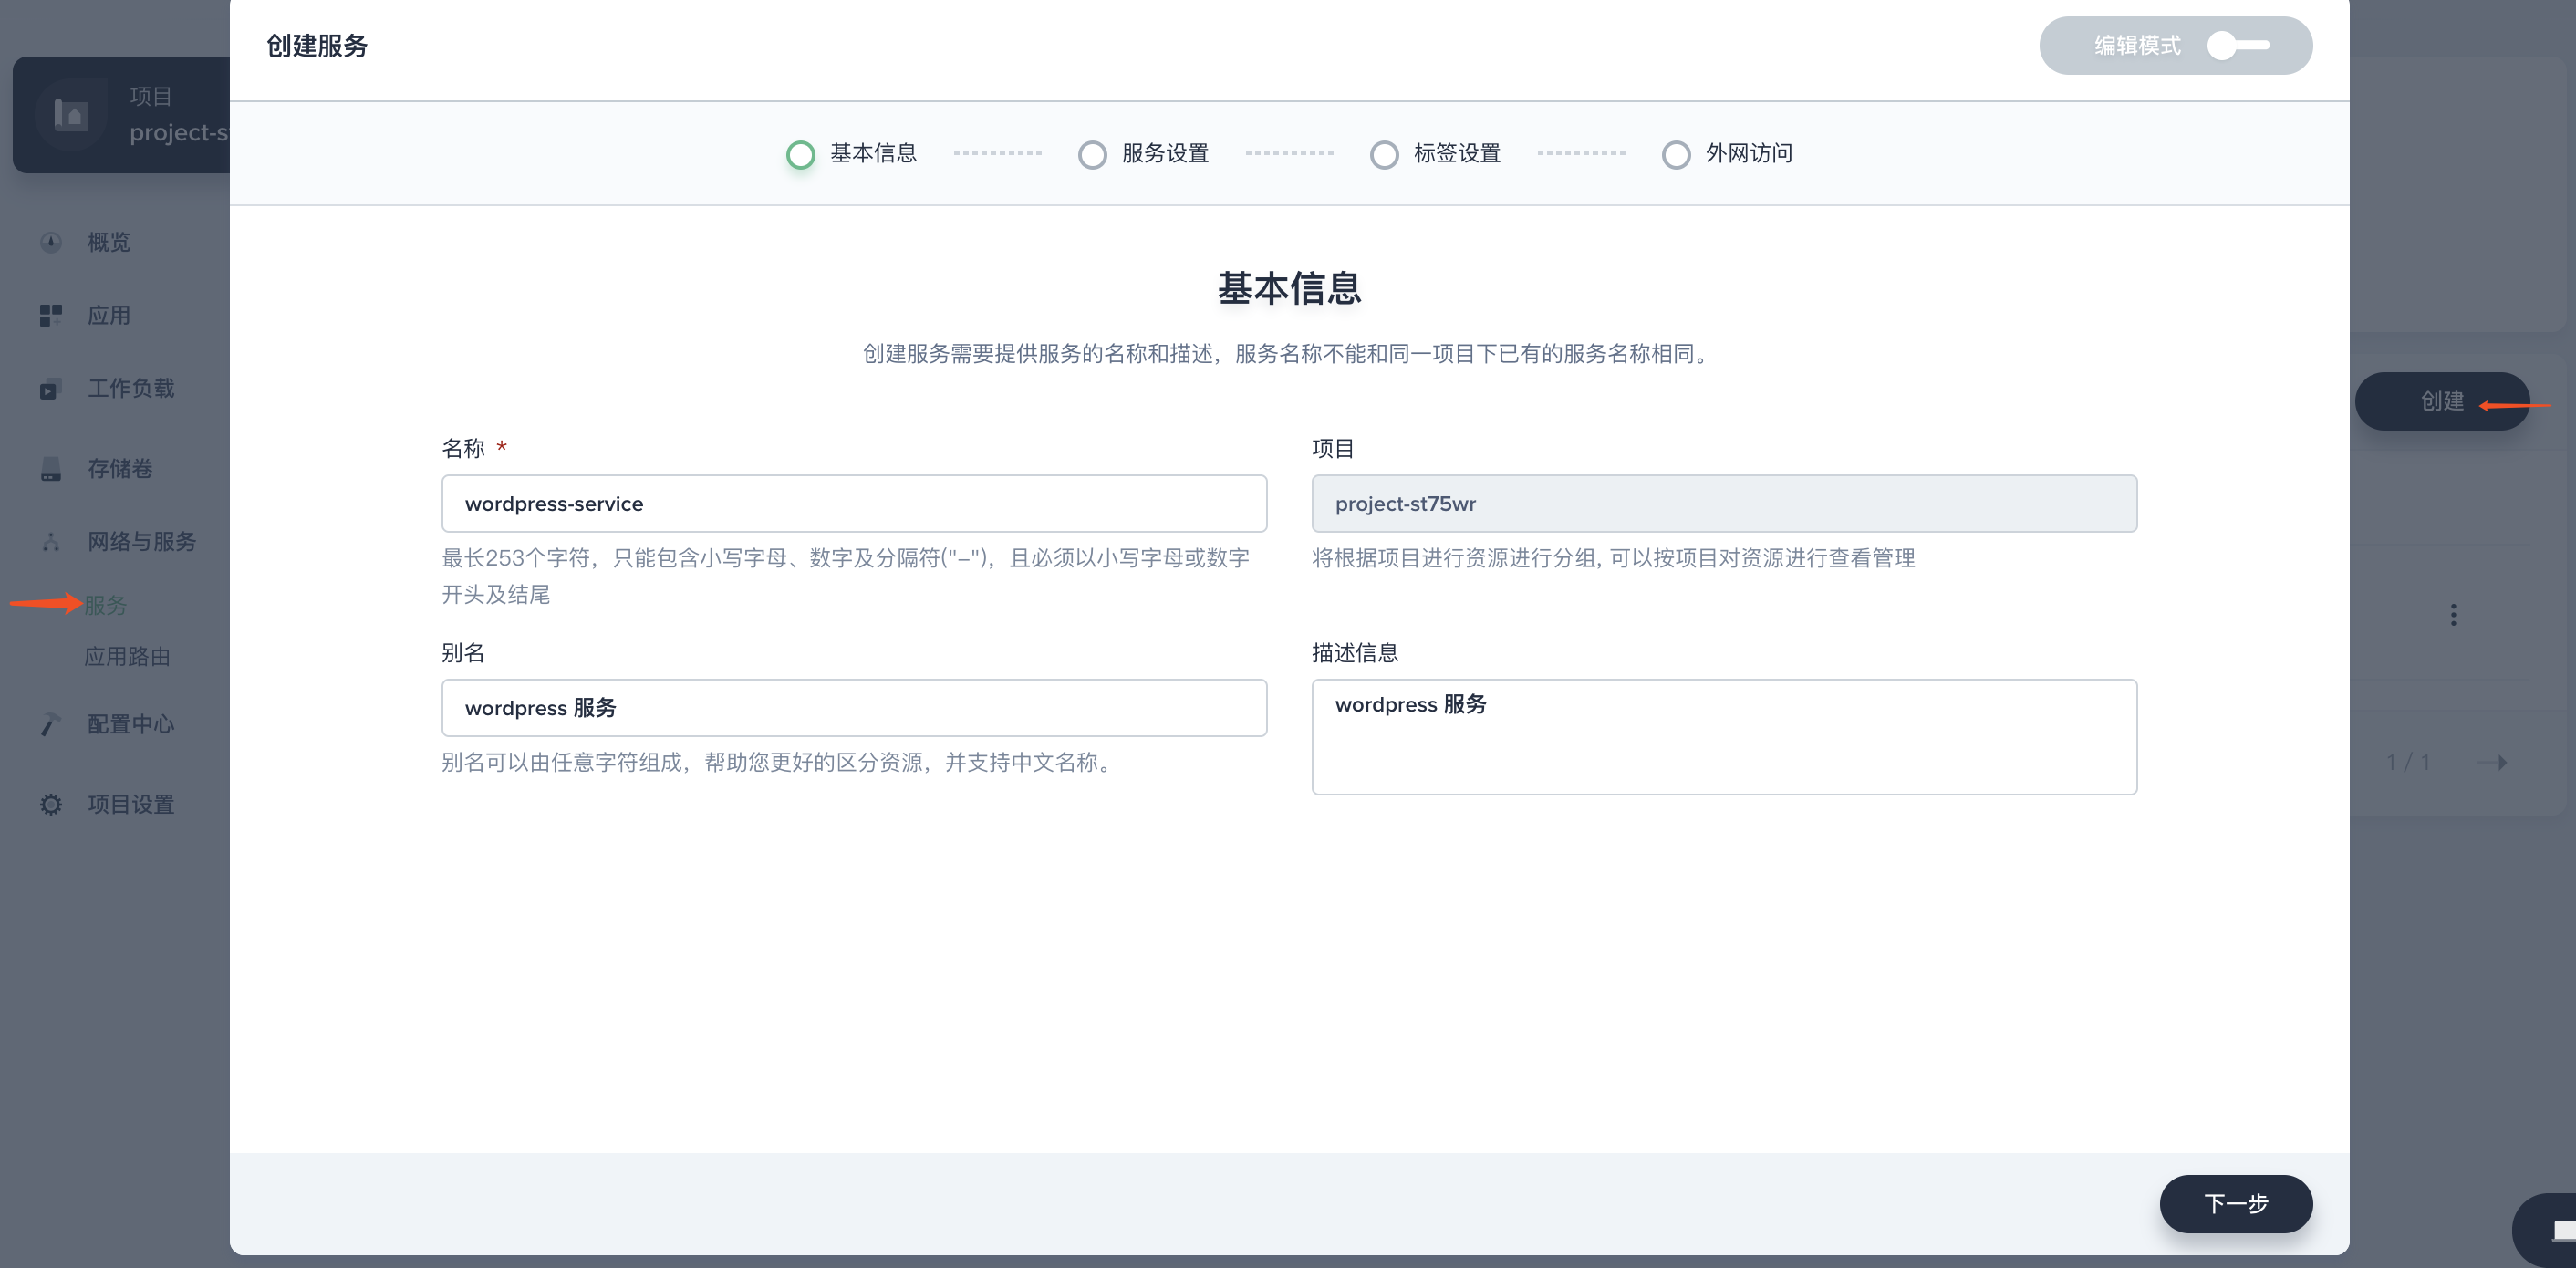 创建服务
编辑模式
项目
project-s
基本信息
服务设置
标签设置
外网访问
概览
应用
工作负载
存储卷
网络与服务
服务
应用路由
配置中心
项目设置
基本信息
创建服务需要提供服务的名称和描述，服务名称不能和同一项目下已有的服务名称相同。
创建
名称 *
wordpress-service
最长253个字符，只能包含小写字母、数字及分隔符("-")，且必须以小写字母或数字
开头及结尾
项目
project-st75wr
将根据项目进行资源进行分组, 可以按项目对资源进行查看管理
别名
wordpress 服务
别名可以由任意字符组成，帮助您更好的区分资源，并支持中文名称。
描述信息
wordpress 服务
1 / 1
下一步